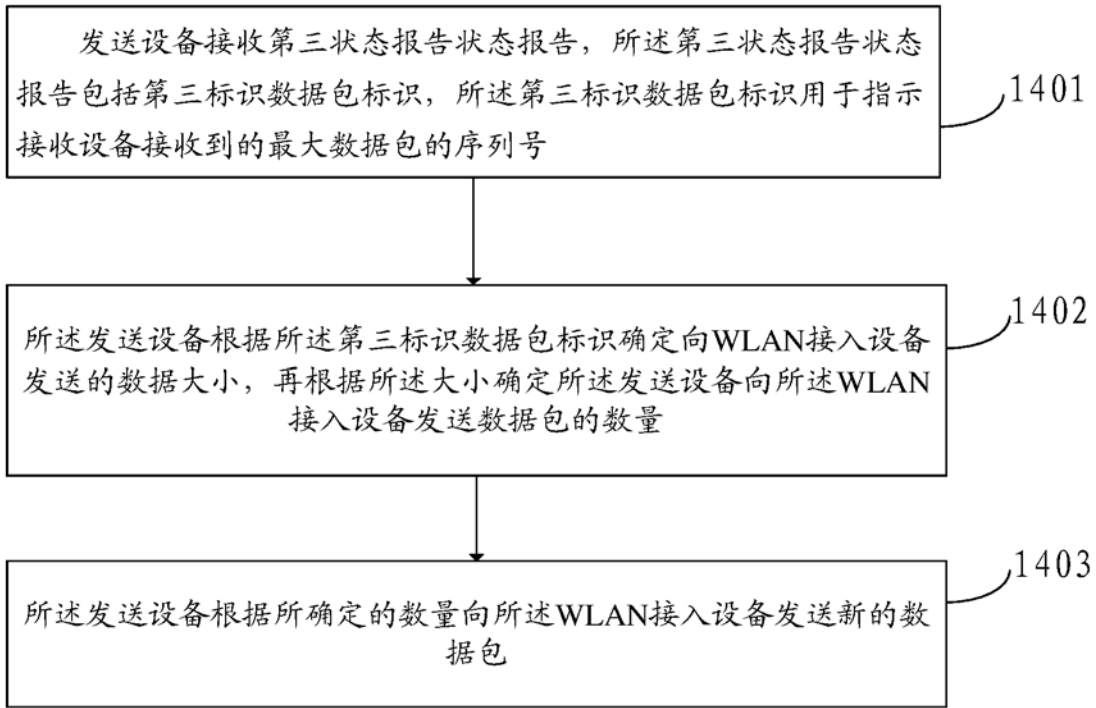 发送设备接收第三状态报告状态报告，所述第三状态报告状态
报告包括第三标识数据包标识，所述第三标识数据包标识用于指示
接收设备接收到的最大数据包的序列号
1401
所述发送设备根据所述第三标识数据包标识确定向WLAN接入设备
发送的数据大小，再根据所述大小确定所述发送设备向所述WLAN
接入设备发送数据包的数量
1402
所述发送设备根据所确定的数量向所述WLAN接入设备发送新的数
据包
1403